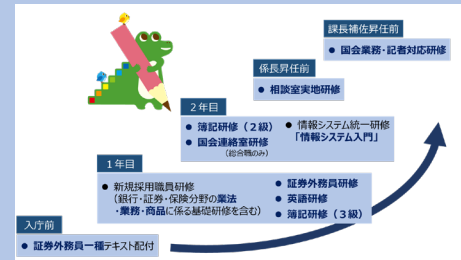 課長補佐昇任前
● 国会業務・記者対応研修
係長昇任前
● 相談室実地研修
２年目
● 簿記研修（２級）
● 国会連絡室研修
（総合職のみ）
● 情報システム統一研修
「情報システム入門」
１年目
● 新規採用職員研修
（銀行・証券・保険分野の業法
・業務・商品に係る基礎研修を含む）
● 証券外務員研修
● 英語研修
● 簿記研修（３級）
入庁前
● 証券外務員一種テキスト配付